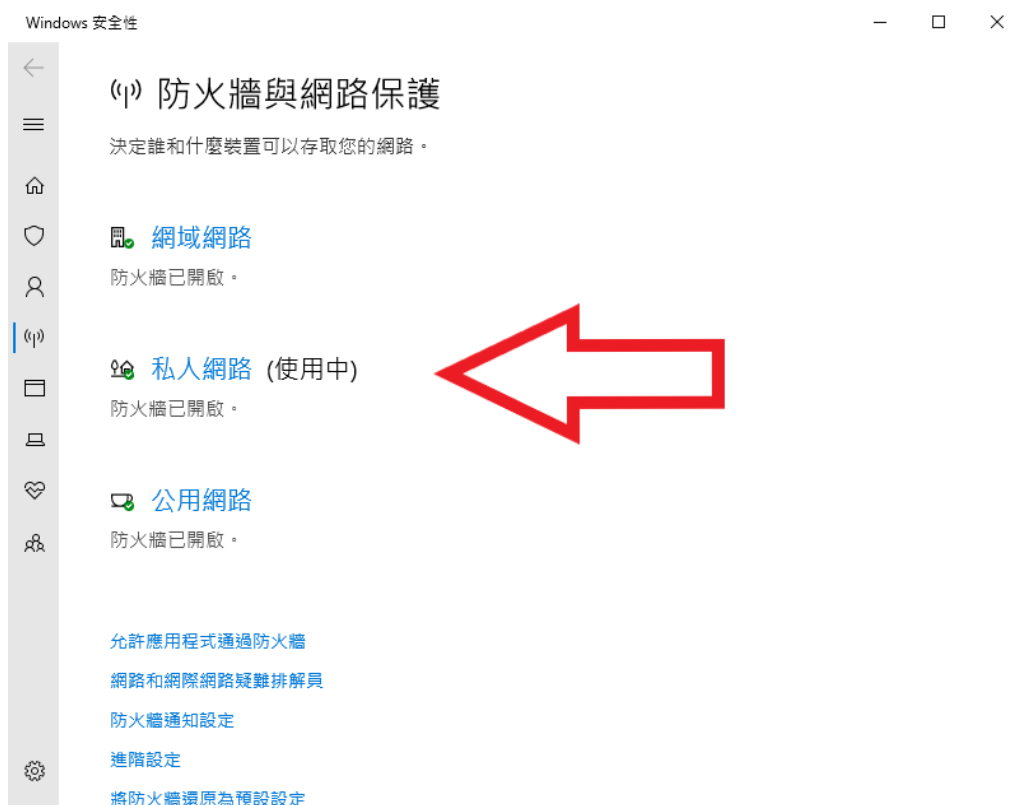 Windows 安全性
防火牆與網路保護
決定誰和什麼裝置可以存取您的網路。
網域網路
防火牆已開啟。
私人網路 (使用中)
防火牆已開啟。
公用網路
防火牆已開啟。
允許應用程式通過防火牆
網路和網際網路疑難排解員
防火牆通知設定
進階設定
將防火牆還原為預設設定